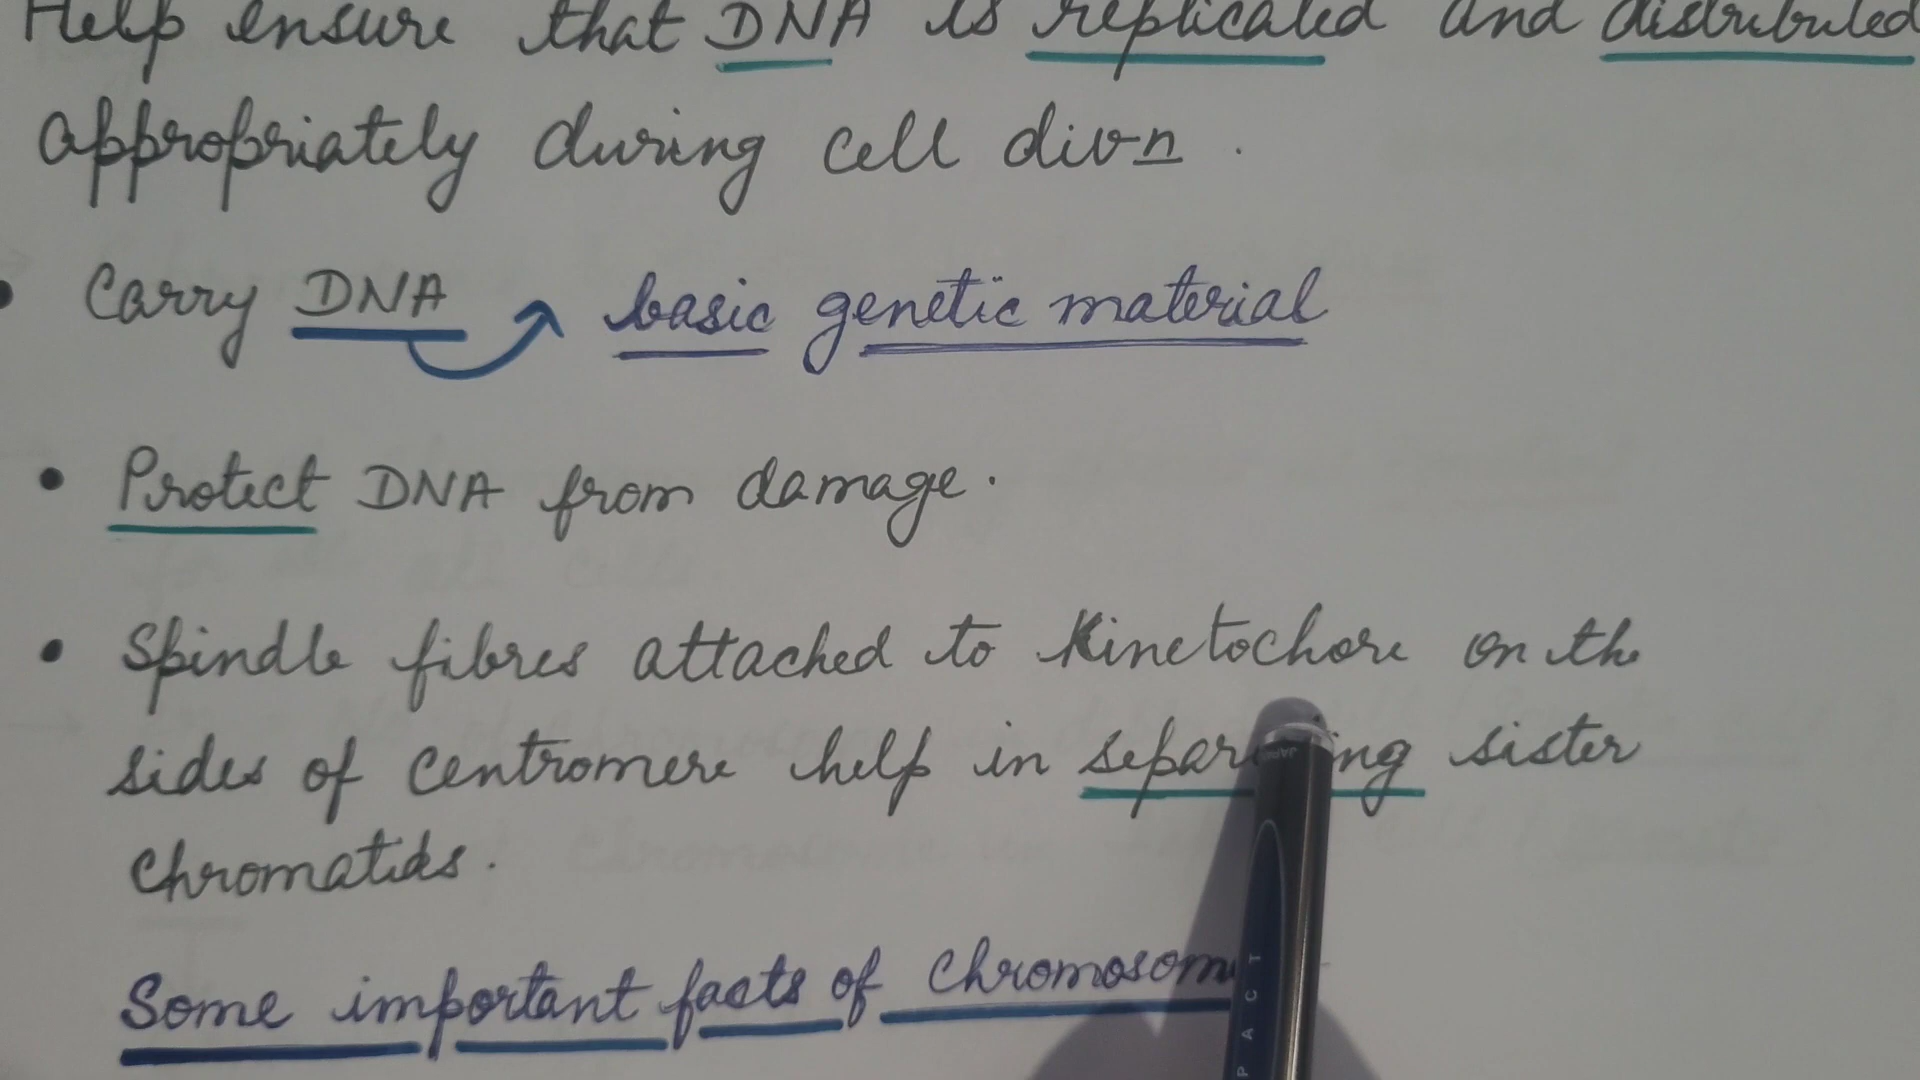 Help ensure that DNA is replicated and distributed
appropriately during cell divn.
• Carry DNA basic genetic material
• Protect DNA from damage.
• Spindle fibres attached to Kinetochore on the
sides of centromere help in sister
chromatids.
Some important facts of
PACT